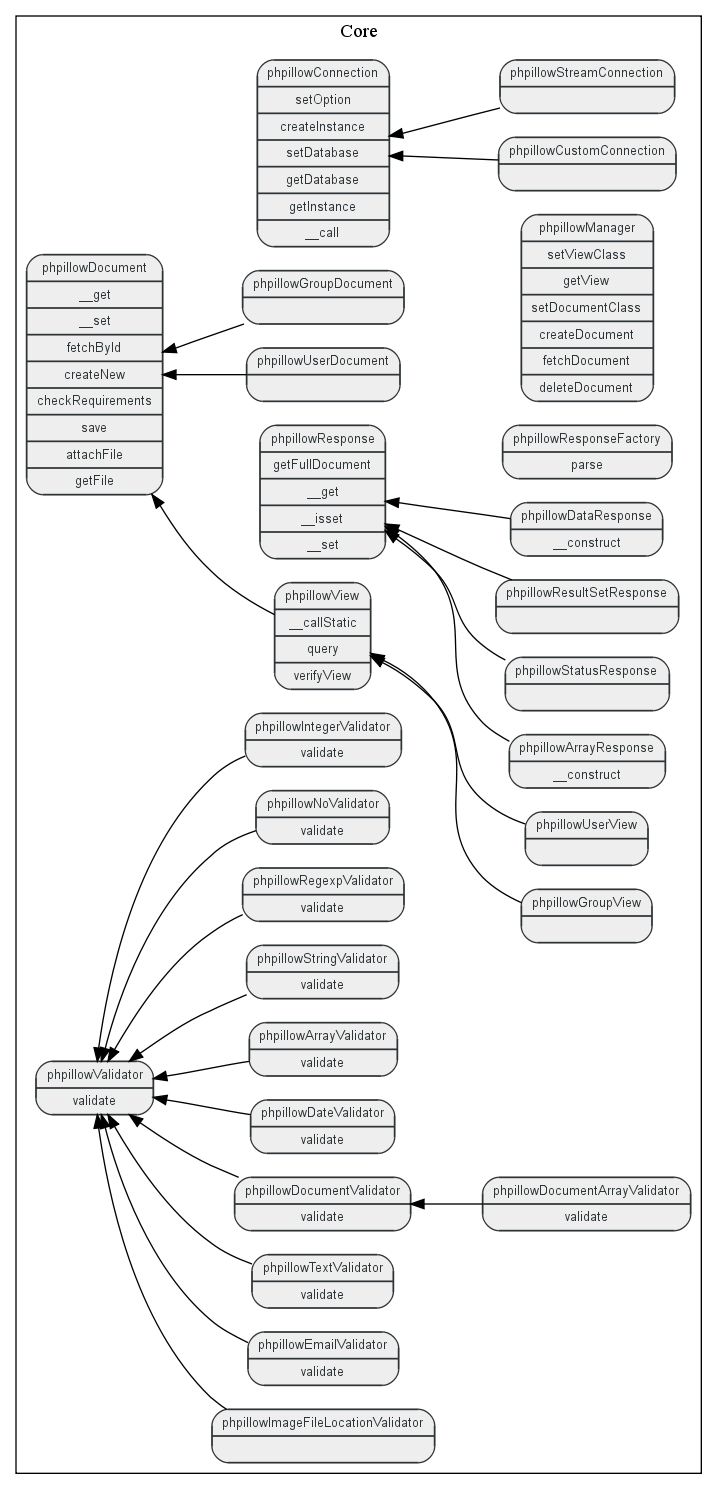 Core
phpillowConnection
setOption
createInstance
setDatabase
getDatabase
getInstance
__call
phpillowStreamConnection
phpillowCustomConnection
phpillowManager
setViewClass
getView
setDocumentClass
createDocument
fetchDocument
deleteDocument
phpillowDocument
__get
__set
fetchById
createNew
checkRequirements
save
attachFile
getFile
phpillowGroupDocument
phpillowUserDocument
phpillowResponse
getFullDocument
__get
__isset
__set
phpillowResponseFactory
parse
phpillowDataResponse
__construct
phpillowResultSetResponse
phpillowStatusResponse
phpillowArrayResponse
__construct
phpillowView
__callStatic
query
verifyView
phpillowUserView
phpillowGroupView
phpillowIntegerValidator
validate
phpillowNoValidator
validate
phpillowRegexpValidator
validate
phpillowStringValidator
validate
phpillowArrayValidator
validate
phpillowValidator
validate
phpillowDateValidator
validate
phpillowDocumentValidator
validate
phpillowDocumentArrayValidator
validate
phpillowTextValidator
validate
phpillowEmailValidator
validate
phpillowImageFileLocationValidator